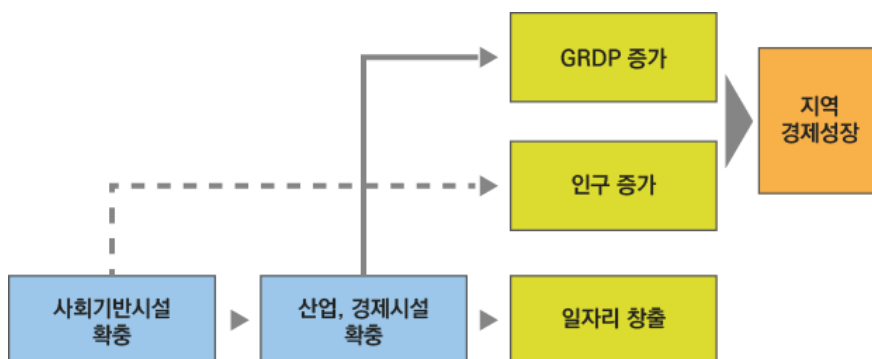 GRDP 증가
지역
경제성장
인구 증가
사회기반시설
확충
산업, 경제시설
확충
일자리 창출